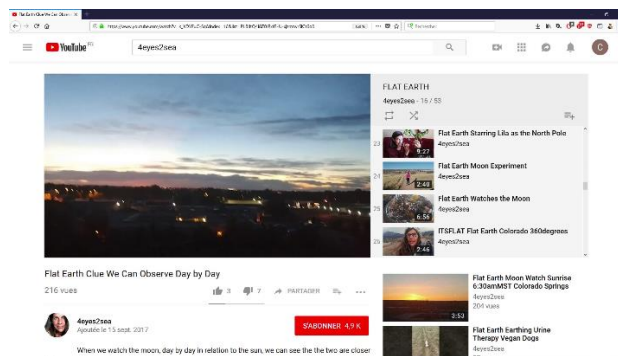 YouTube
4eyes2sea
C
FLAT EARTH
4eyes2sea - 16 / 53
23
9:27
Flat Earth Starring Lila as the North Pole
4eyes2sea
24
2:48
Flat Earth Moon Experiment
4eyes2sea
25
6:56
Flat Earth Watches the Moon
4eyes2sea
26
2:46
ITSFLAT Flat Earth Colorado 360degrees
4eyes2sea
Flat Earth Clue We Can Observe Day by Day
216 vues
3
7
PARTAGER
3:53
Flat Earth Moon Watch Sunrise
6:30amMST Colorado Springs
4eyes2sea
204 vues
4eyes2sea
Ajoutée le 15 sept. 2017
S'ABONNER 4,9 K
Flat Earth Earthing Urine
Therapy Vegan Dogs
When we watch the moon, day by day in relation to the sun, we can see the the two are closer